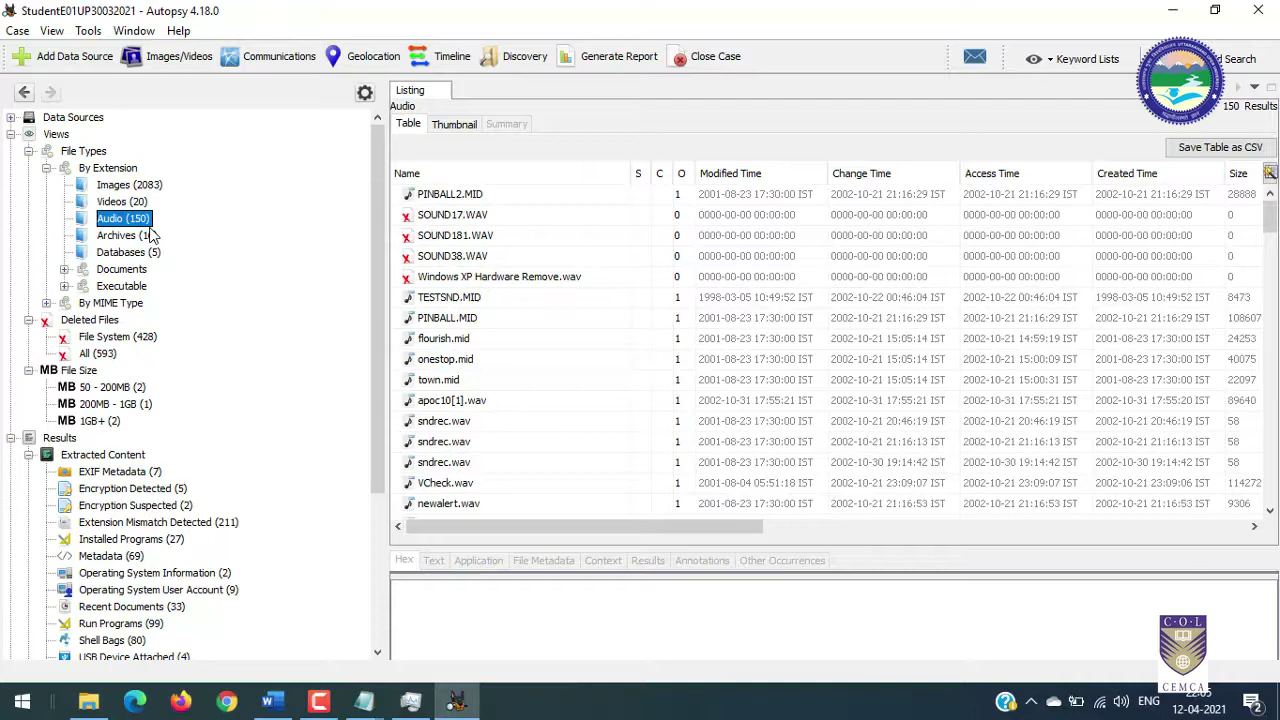 StudentE01UP30032021 - Autopsy 4.18.0
Case View Tools Window Help
Add Data Source Images/Videos Communications Geolocation Timeline Discovery Generate Report Close Case Keyword Lists Search
Listing
Audio 150 Results
Table Thumbnail Summary
Save Table as CSV
Name S C O Modified Time Change Time Access Time Created Time Size
PINBALL2.MID 1 2001-08-23 17:30:00 IST 2002-10-21 21:16:29 IST 2002-10-21 21:16:29 IST 2002-10-21 21:16:29 IST 28888
SOUND17.WAV 0 0000-00-00 00:00:00 0000-00-00 00:00:00 0000-00-00 00:00:00 0000-00-00 00:00:00 0
SOUND181.WAV 0 0000-00-00 00:00:00 0000-00-00 00:00:00 0000-00-00 00:00:00 0000-00-00 00:00:00 0
SOUND38.WAV 0 0000-00-00 00:00:00 0000-00-00 00:00:00 0000-00-00 00:00:00 0000-00-00 00:00:00 0
Windows XP Hardware Remove.wav 0 0000-00-00 00:00:00 0000-00-00 00:00:00 0000-00-00 00:00:00 0000-00-00 00:00:00 0
TESTSND.MID 1 1998-03-05 10:49:52 IST 2002-10-22 00:46:04 IST 2002-10-22 00:46:04 IST 1998-03-05 10:49:52 IST 8473
PINBALL.MID 1 2001-08-23 17:30:00 IST 2002-10-21 21:16:29 IST 2002-10-21 21:16:29 IST 2002-10-21 21:16:29 IST 108607
flourish.mid 1 2001-08-23 17:30:00 IST 2002-10-21 15:05:14 IST 2002-10-21 14:59:19 IST 2001-08-23 17:30:00 IST 24253
onestop.mid 1 2001-08-23 17:30:00 IST 2002-10-21 15:05:14 IST 2002-10-21 15:00:09 IST 2001-08-23 17:30:00 IST 40075
town.mid 1 2001-08-23 17:30:00 IST 2002-10-21 15:05:14 IST 2002-10-21 15:00:31 IST 2001-08-23 17:30:00 IST 22097
apoc10[1].wav 1 2002-10-31 17:55:21 IST 2002-10-31 17:55:21 IST 2002-10-31 17:55:21 IST 2002-10-31 17:55:20 IST 89640
sndrec.wav 1 2001-08-23 17:30:00 IST 2002-10-21 20:46:19 IST 2002-10-21 20:46:19 IST 2002-10-21 20:46:19 IST 58
sndrec.wav 1 2001-08-23 17:30:00 IST 2002-10-21 21:16:13 IST 2002-10-21 21:16:13 IST 2002-10-21 21:16:13 IST 58
sndrec.wav 1 2001-08-23 17:30:00 IST 2002-10-30 19:14:42 IST 2002-10-30 19:14:42 IST 2002-10-30 19:14:42 IST 58
VCheck.wav 1 2001-08-04 05:51:18 IST 2002-10-21 23:09:07 IST 2002-10-21 23:09:07 IST 2002-10-21 23:09:06 IST 114272
newalert.wav 1 2001-08-23 17:30:00 IST 2002-10-21 21:16:53 IST 2002-10-21 21:16:53 IST 2002-10-21 21:16:53 IST 9306
Hex Text Application File Metadata Context Results Annotations Other Occurrences
Data Sources
Views
File Types
By Extension
Images (2083)
Videos (20)
Audio (150)
Archives
Databases (5)
Documents
Executable
By MIME Type
Deleted Files
File System (428)
All (593)
MB File Size
MB 50 - 200MB (2)
MB 200MB - 1GB (1)
MB 1GB+ (2)
Results
Extracted Content
EXIF Metadata (7)
Encryption Detected (5)
Encryption Suspected (2)
Extension Mismatch Detected (211)
Installed Programs (27)
Metadata (69)
Operating System Information (2)
Operating System User Account (9)
Recent Documents (33)
Run Programs (99)
Shell Bags (80)
USB Device Attached (4)
C·O·L
CEMCA
ENG
22:05
12-04-2021
2